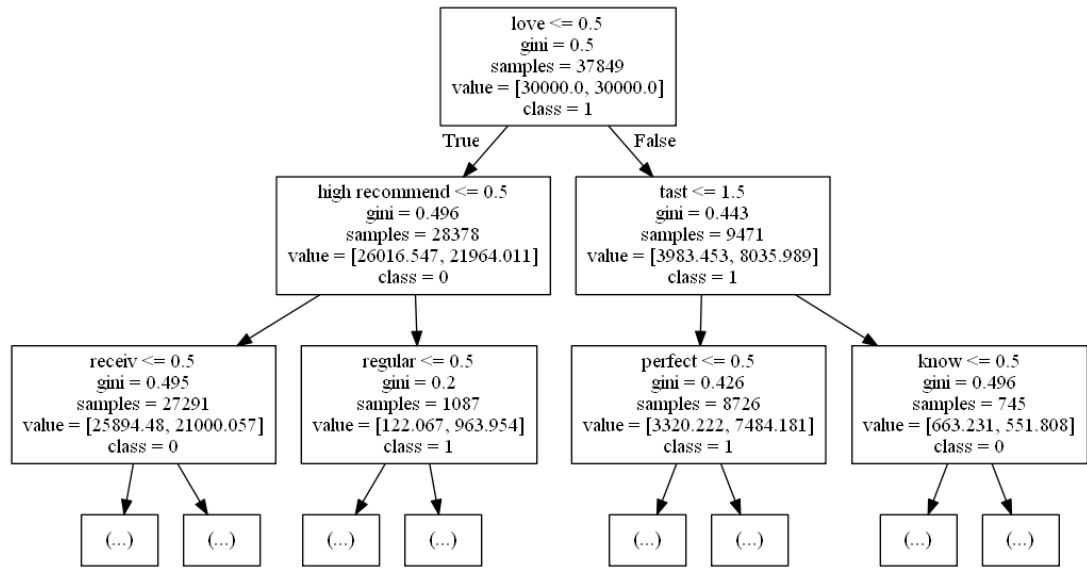 love <= 0.5
gini = 0.5
samples = 37849
value = [30000.0, 30000.0]
class = 1
True
False
high recommend <= 0.5
gini = 0.496
samples = 28378
value = [26016.547, 21964.011]
class = 0
tast <= 1.5
gini = 0.443
samples = 9471
value = [3983.453, 8035.989]
class = 1
receiv <= 0.5
gini = 0.495
samples = 27291
value = [25894.48, 21000.057]
class = 0
regular <= 0.5
gini = 0.2
samples = 1087
value = [122.067, 963.954]
class = 1
perfect <= 0.5
gini = 0.426
samples = 8726
value = [3320.222, 7484.181]
class = 1
know <= 0.5
gini = 0.496
samples = 745
value = [663.231, 551.808]
class = 0
(...)
(...)
(...)
(...)
(...)
(...)
(...)
(...)